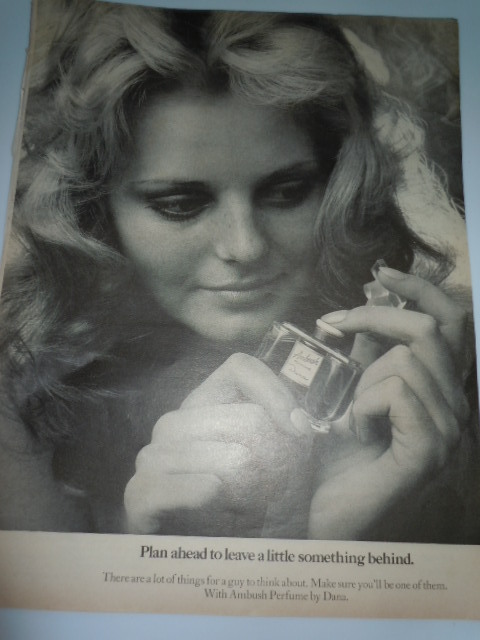 Ambush
Plan ahead to leave a little something behind.
There are a lot of things for a guy to think about. Make sure you'll be one of them.
With Ambush Perfume by Dana.